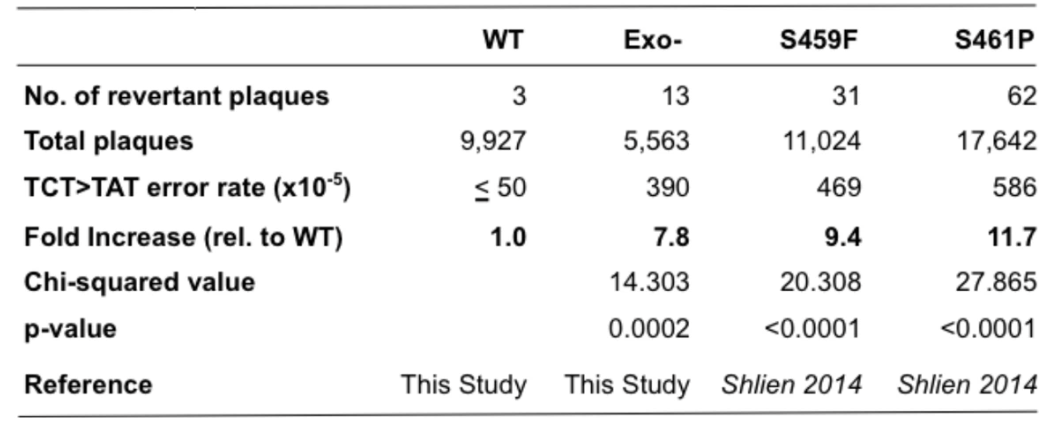 WT Exo- S459F S461P
No. of revertant plaques 3 13 31 62
Total plaques 9,927 5,563 11,024 17,642
TCT>TAT error rate (x10⁻⁵) ≤ 50 390 469 586
Fold Increase (rel. to WT) 1.0 7.8 9.4 11.7
Chi-squared value 14.303 20.308 27.865
p-value 0.0002 <0.0001 <0.0001
Reference This Study This Study Shlien 2014 Shlien 2014